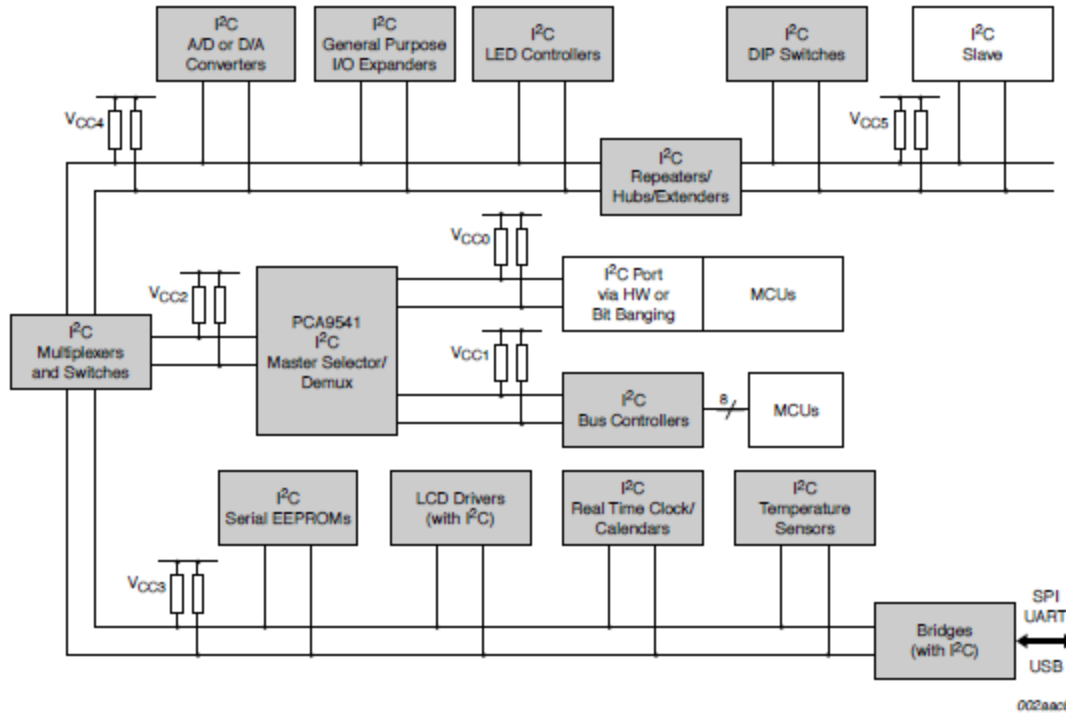 I²C
A/D or D/A
Converters
I²C
General Purpose
I/O Expanders
I²C
LED Controllers
I²C
DIP Switches
I²C
Slave
VCC4
VCC5
I²C
Repeaters/
Hubs/Extenders
VCC0
I²C Port
via HW or
Bit Banging
MCUs
VCC2
PCA9541
I²C
Master Selector/
Demux
VCC1
I²C
Multiplexers
and Switches
I²C
Bus Controllers
8
MCUs
I²C
Serial EEPROMs
LCD Drivers
(with I²C)
I²C
Real Time Clock/
Calendars
I²C
Temperature
Sensors
VCC3
Bridges
(with I²C)
SPI
UART
USB